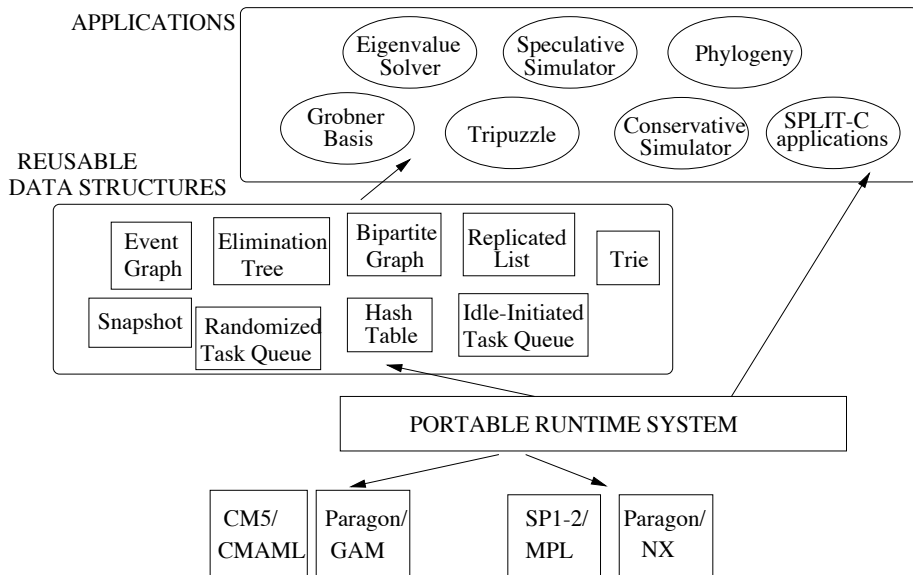 APPLICATIONS
Eigenvalue
Solver
Speculative
Simulator
Phylogeny
Grobner
Basis
Tripuzzle
Conservative
Simulator
SPLIT-C
applications
REUSABLE
DATA STRUCTURES
Event
Graph
Elimination
Tree
Bipartite
Graph
Replicated
List
Trie
Snapshot
Randomized
Task Queue
Hash
Table
Idle-Initiated
Task Queue
PORTABLE RUNTIME SYSTEM
CM5/
CMAML
Paragon/
GAM
SP1-2/
MPL
Paragon/
NX